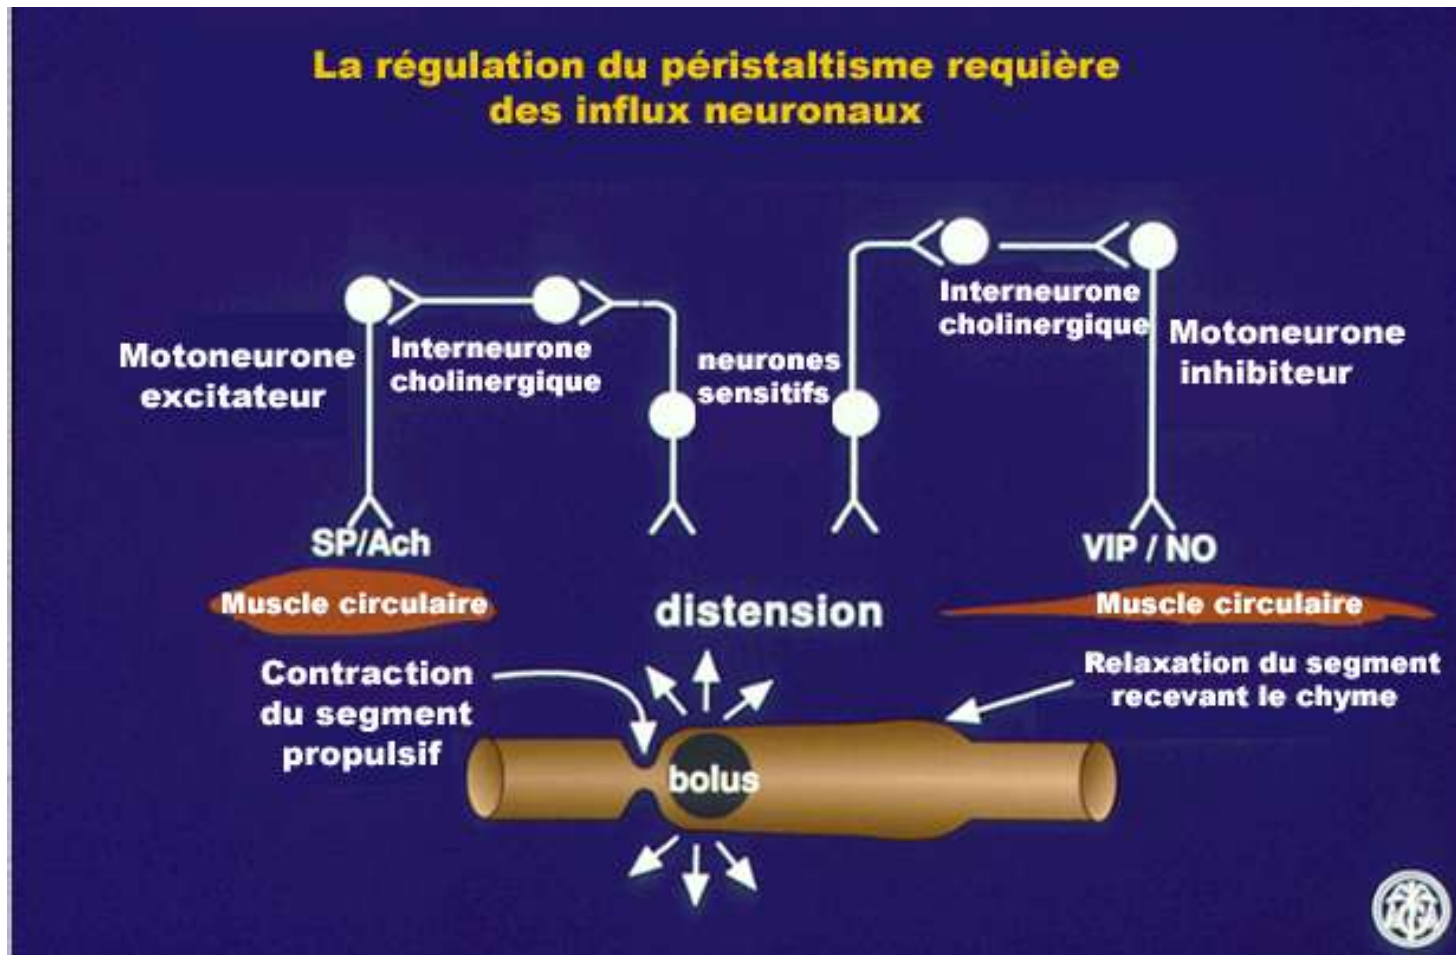 La régulation du péristaltisme requière
des influx neuronaux
Motoneurone
excitateur
Interneurone
cholinergique
neurones
sensitifs
Interneurone
cholinergique
Motoneurone
inhibiteur
SP/Ach
VIP / NO
Muscle circulaire
distension
Muscle circulaire
Contraction
du segment
propulsif
Relaxation du segment
recevant le chyme
bolus